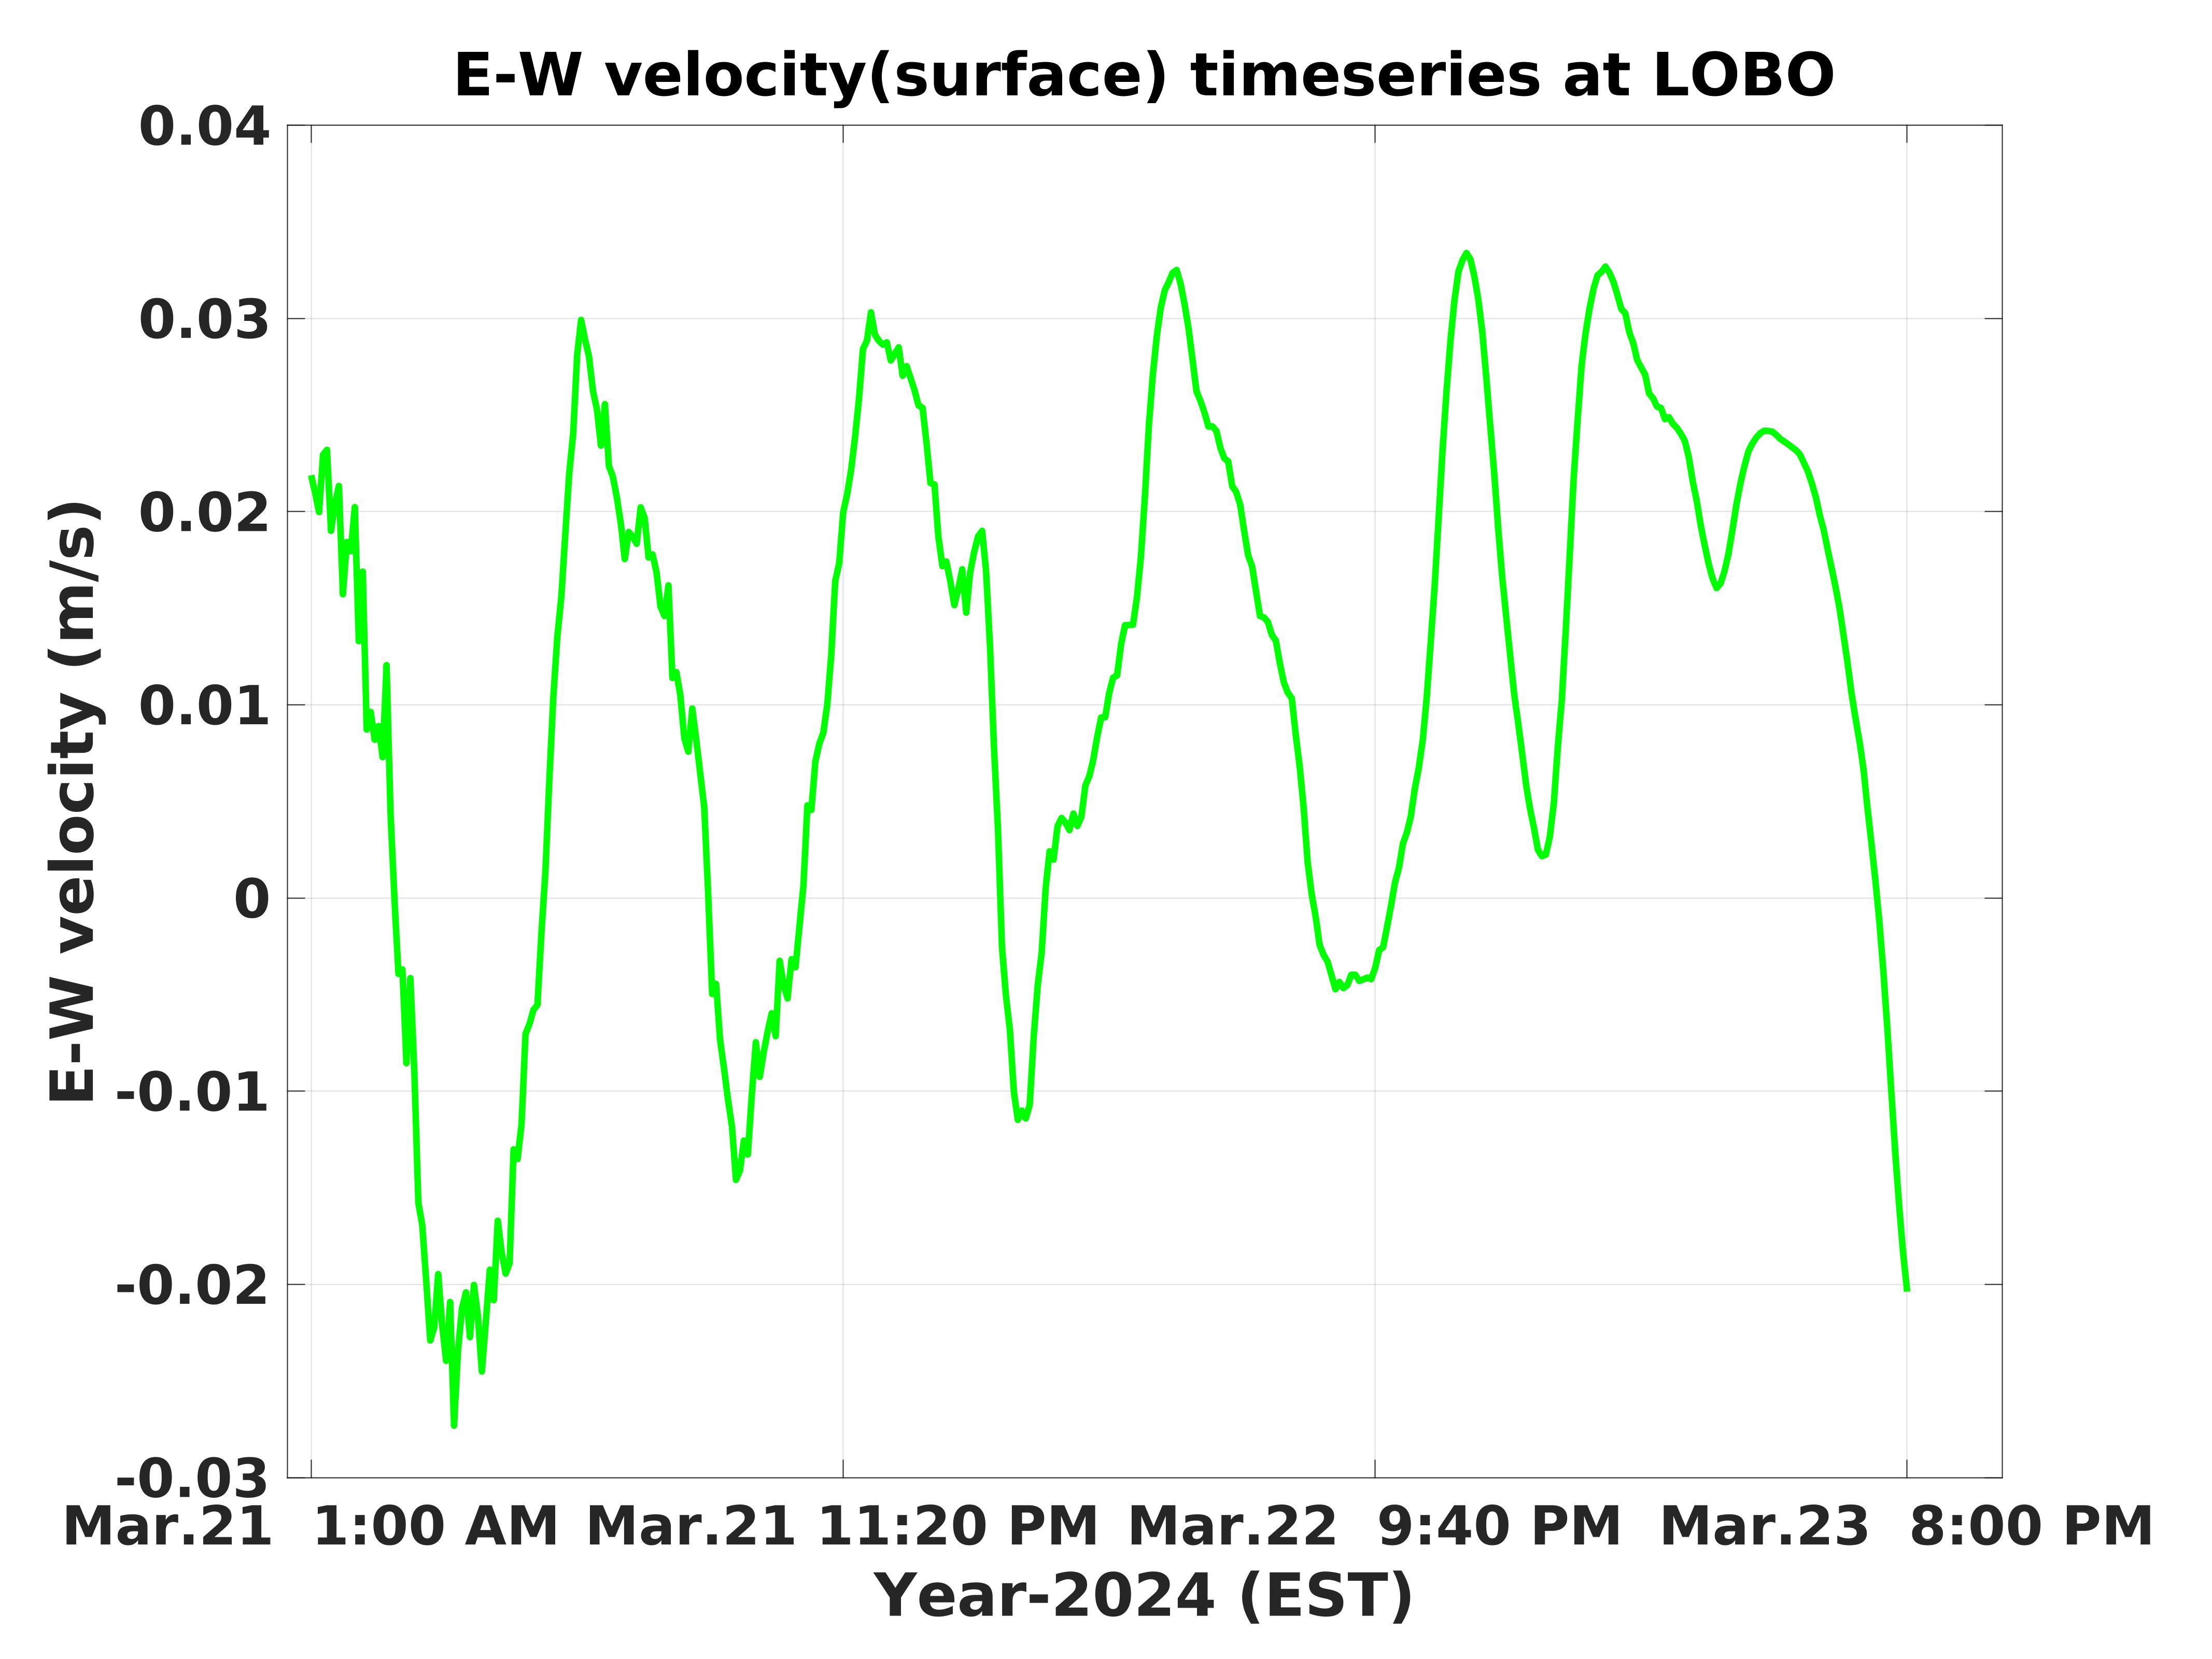 E-W velocity(surface) timeseries at LOBO
E-W velocity (m/s)
0.04
0.03
0.02
0.01
0
-0.01
-0.02
-0.03
Mar.21 1:00 AM Mar.21 11:20 PM Mar.22 9:40 PM Mar.23 8:00 PM
Year-2024 (EST)